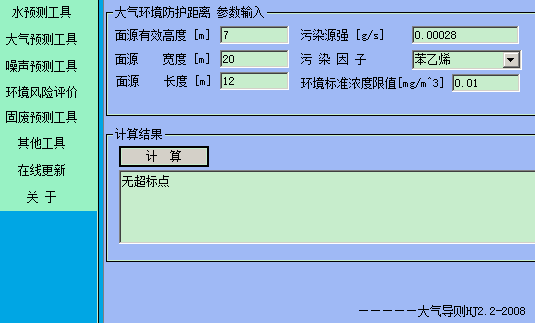 水预测工具
大气预测工具
噪声预测工具
环境风险评价
固废预测工具
其他工具
在线更新
关 于
大气环境防护距离 参数输入
面源有效高度 [m] 7 污染源强 [g/s] 0.00028
面源 宽度 [m] 20 污 染 因 子 苯乙烯
面源 长度 [m] 12 环境标准浓度限值[mg/m^3] 0.01
计算结果
计 算
无超标点
－－－－－大气导则HJ2.2-2008